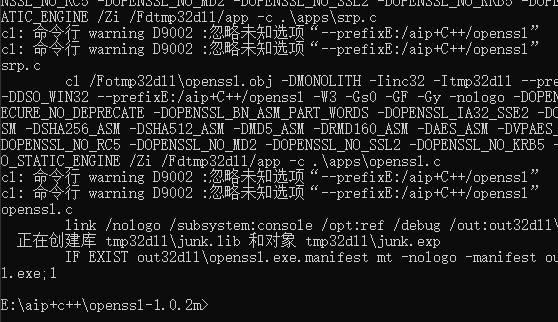 NSSL_NO_RC5 -DOPENSSL_NO_MD2 -DOPENSSL_NO_SSL2 -DOPENSSL_NO_KRB5 -DO
ATIC_ENGINE /Zi /Fdtmp32dll/app -c .\apps\srp.c
cl: 命令行 warning D9002 :忽略未知选项“--prefixE:/aip+C++/openssl”
cl: 命令行 warning D9002 :忽略未知选项“--prefixE:/aip+C++/openssl”
srp.c
cl /Fotmp32dll\openssl.obj -DMONOLITH -Iinc32 -Itmp32dll --pre
-DDSO_WIN32 --prefixE:/aip+C++/openssl -W3 -Gs0 -GF -Gy -nologo -DOPEN
ECURE_NO_DEPRECATE -DOPENSSL_BN_ASM_PART_WORDS -DOPENSSL_IA32_SSE2 -DO
SM -DSHA256_ASM -DSHA512_ASM -DMD5_ASM -DRMD160_ASM -DAES_ASM -DVPAES_
DOPENSSL_NO_RC5 -DOPENSSL_NO_MD2 -DOPENSSL_NO_SSL2 -DOPENSSL_NO_KRB5 -
O_STATIC_ENGINE /Zi /Fdtmp32dll/app -c .\apps\openssl.c
cl: 命令行 warning D9002 :忽略未知选项“--prefixE:/aip+C++/openssl”
cl: 命令行 warning D9002 :忽略未知选项“--prefixE:/aip+C++/openssl”
openssl.c
link /nologo /subsystem:console /opt:ref /debug /out:out32dll\
正在创建库 tmp32dll\junk.lib 和对象 tmp32dll\junk.exp
IF EXIST out32dll\openssl.exe.manifest mt -nologo -manifest ou
l.exe;1
E:\aip+c++\openssl-1.0.2m>